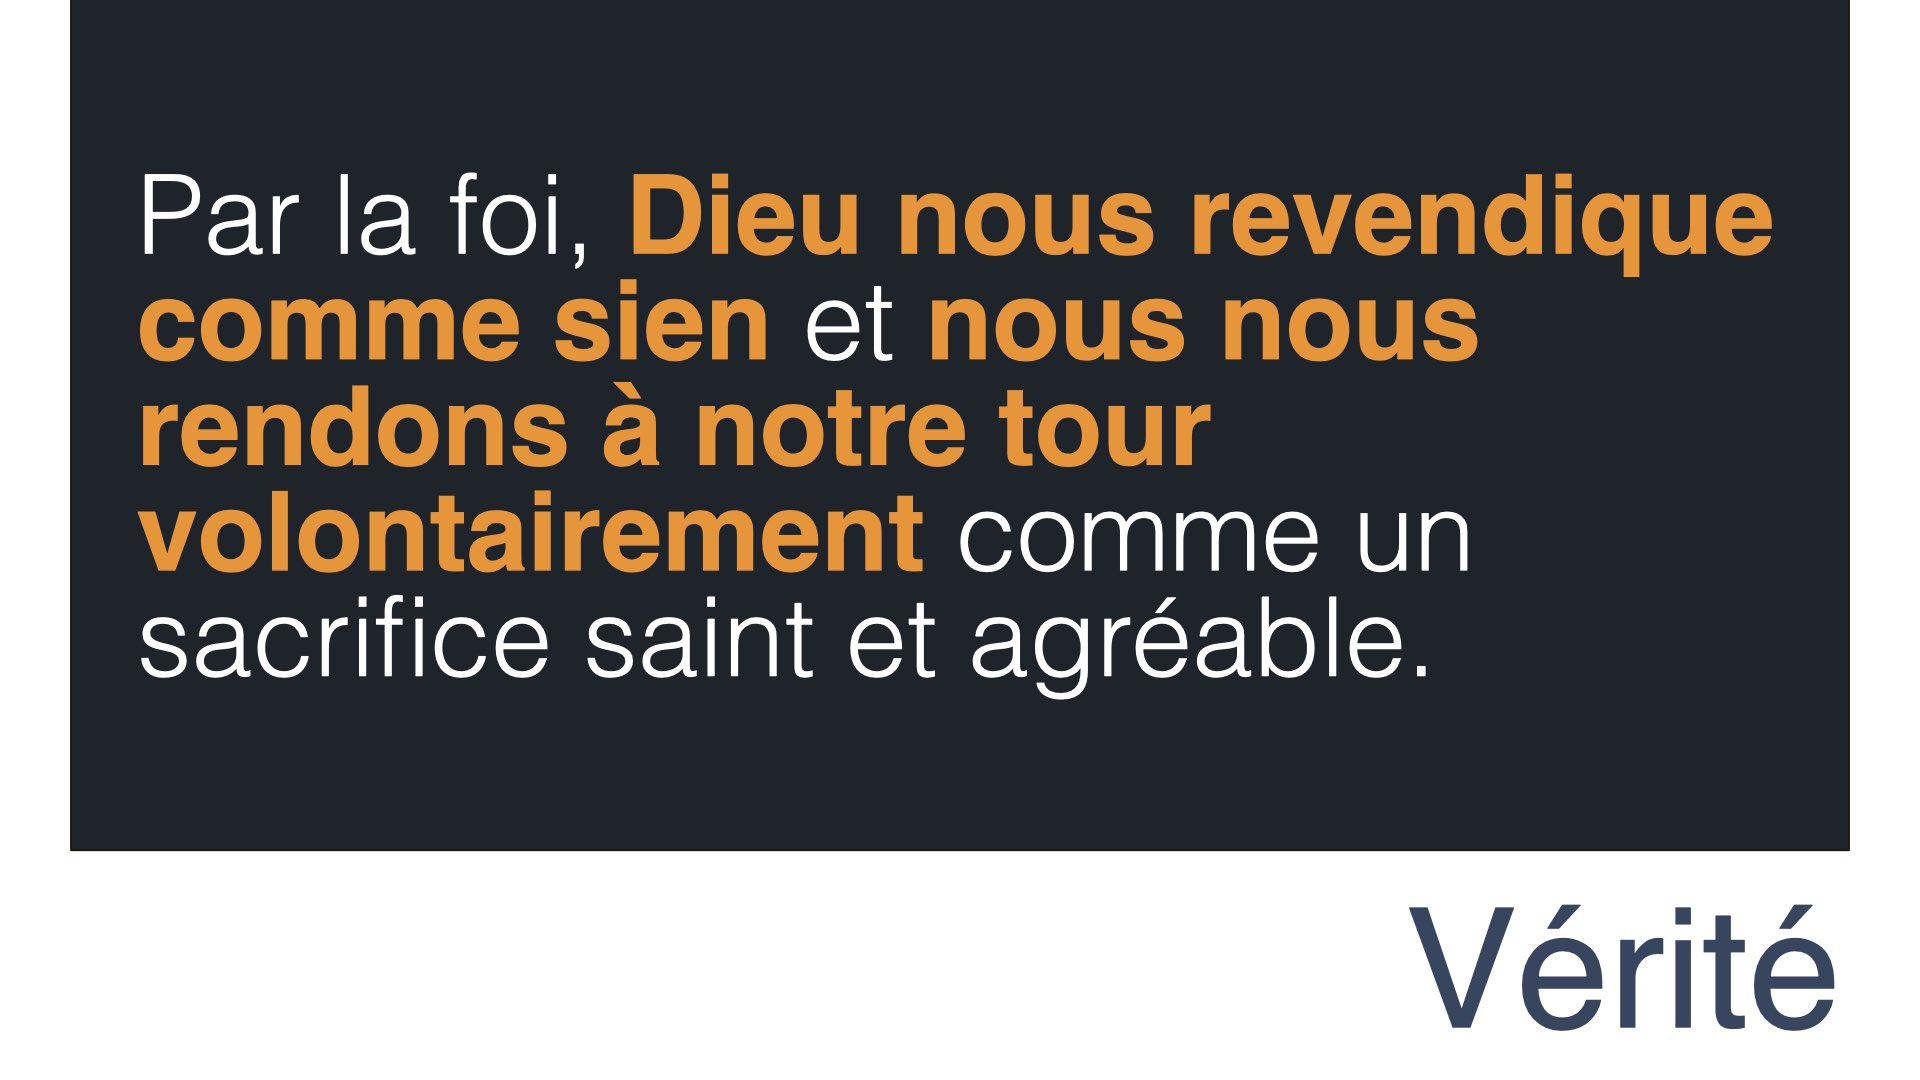 Par la foi, Dieu nous revendique
comme sien et nous nous
rendons à notre tour
volontairement comme un
sacrifice saint et agréable.
Vérité